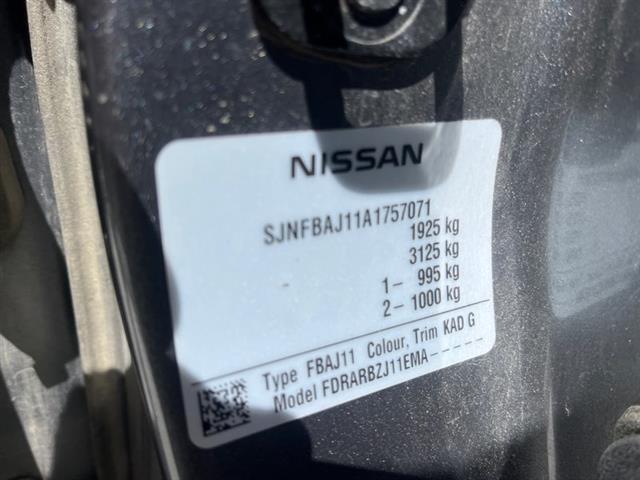 NISSAN
SJNFBAJ11A1757071
1925 kg
3125 kg
1- 995 kg
2- 1000 kg
Type FBAJ11 Colour, Trim KAD G
Model FDRARBZJ11EMA-----